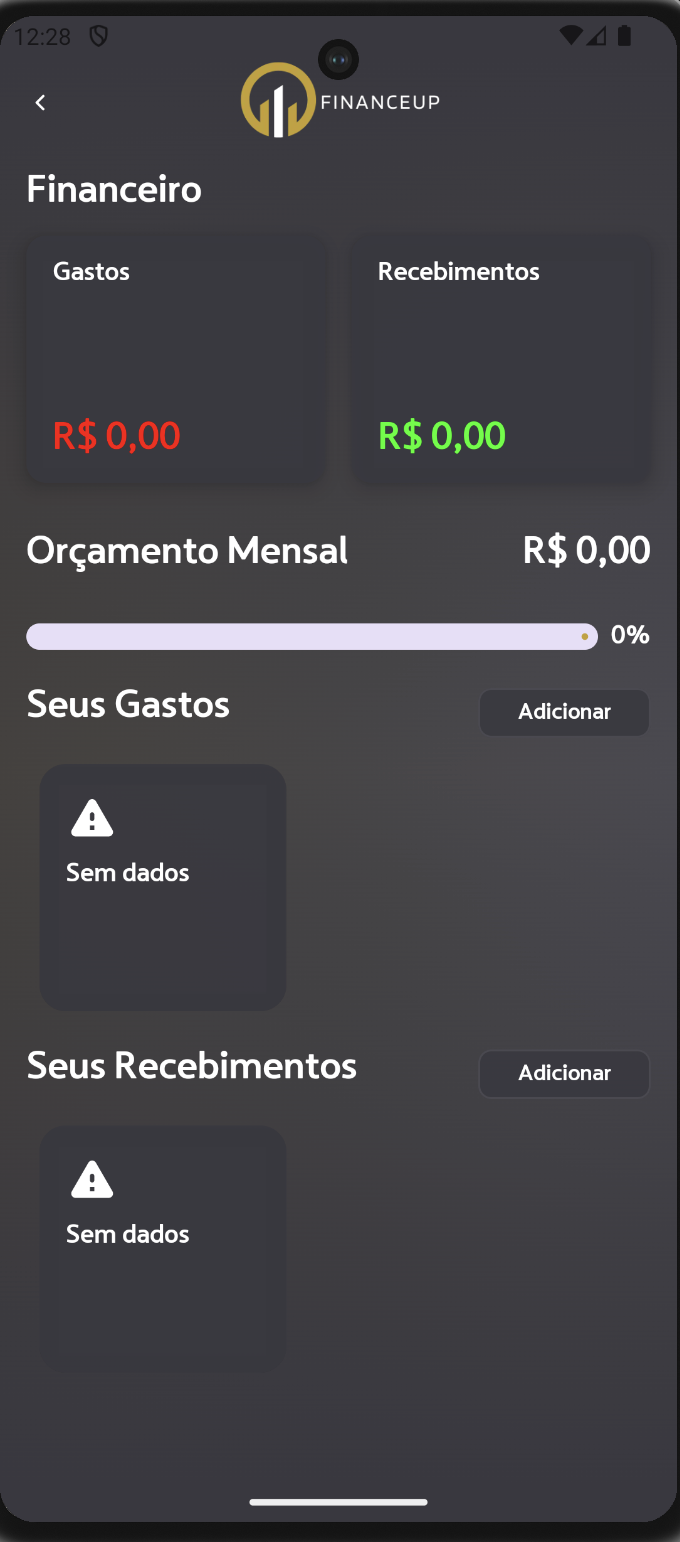 12:28
FINANCEUP
Financeiro
Gastos
Recebimentos
R$ 0,00
R$ 0,00
Orçamento Mensal
R$ 0,00
0%
Seus Gastos
Adicionar
Sem dados
Seus Recebimentos
Adicionar
Sem dados